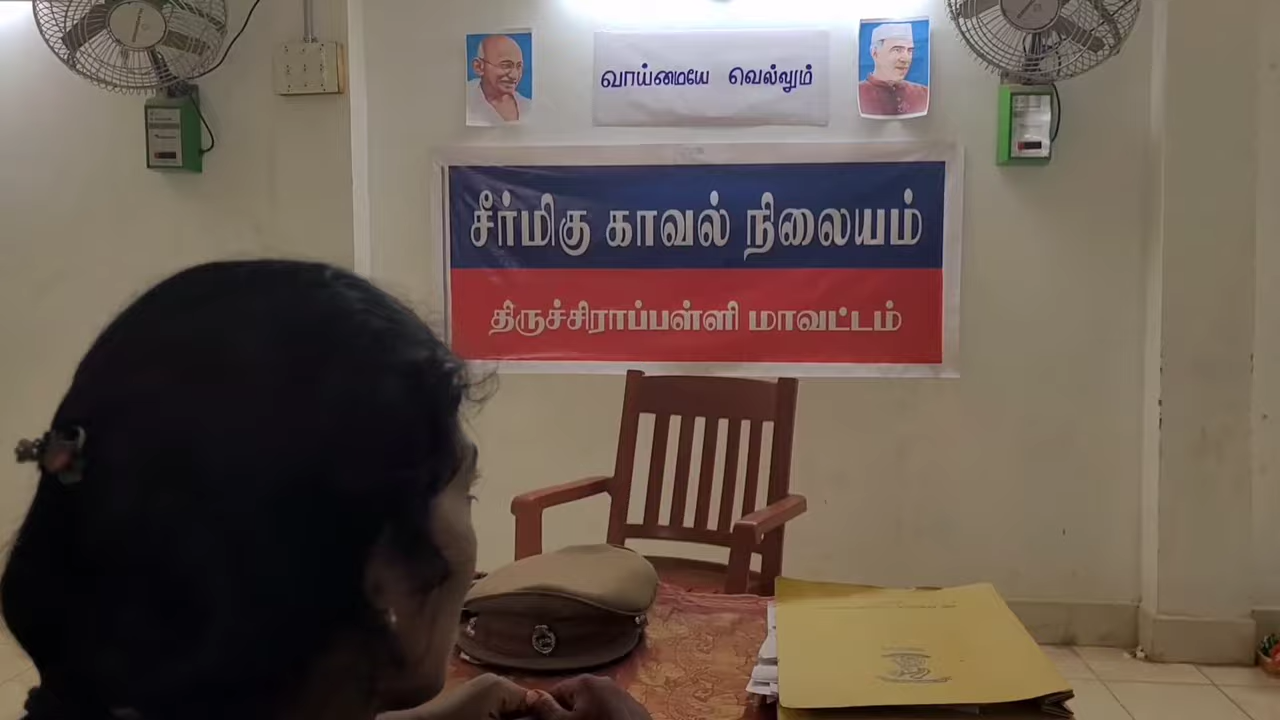 வாய்மையே வெல்லும்
சீர்மிகு காவல் நிலையம்
திருச்சிராப்பள்ளி மாவட்டம்